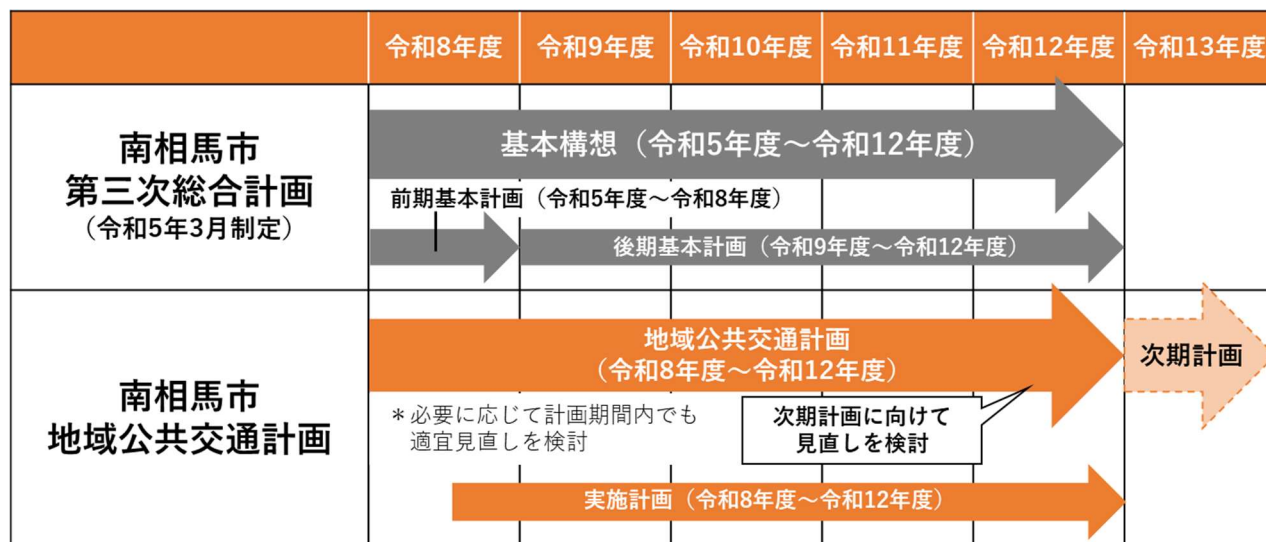 令和8年度
令和9年度
令和10年度
令和11年度
令和12年度
令和13年度
南相馬市
第三次総合計画
（令和5年3月制定）
基本構想（令和5年度～令和12年度）
前期基本計画（令和5年度～令和8年度）
後期基本計画（令和9年度～令和12年度）
南相馬市
地域公共交通計画
地域公共交通計画
（令和8年度～令和12年度）
次期計画
＊必要に応じて計画期間内でも
適宜見直しを検討
次期計画に向けて
見直しを検討
実施計画（令和8年度～令和12年度）